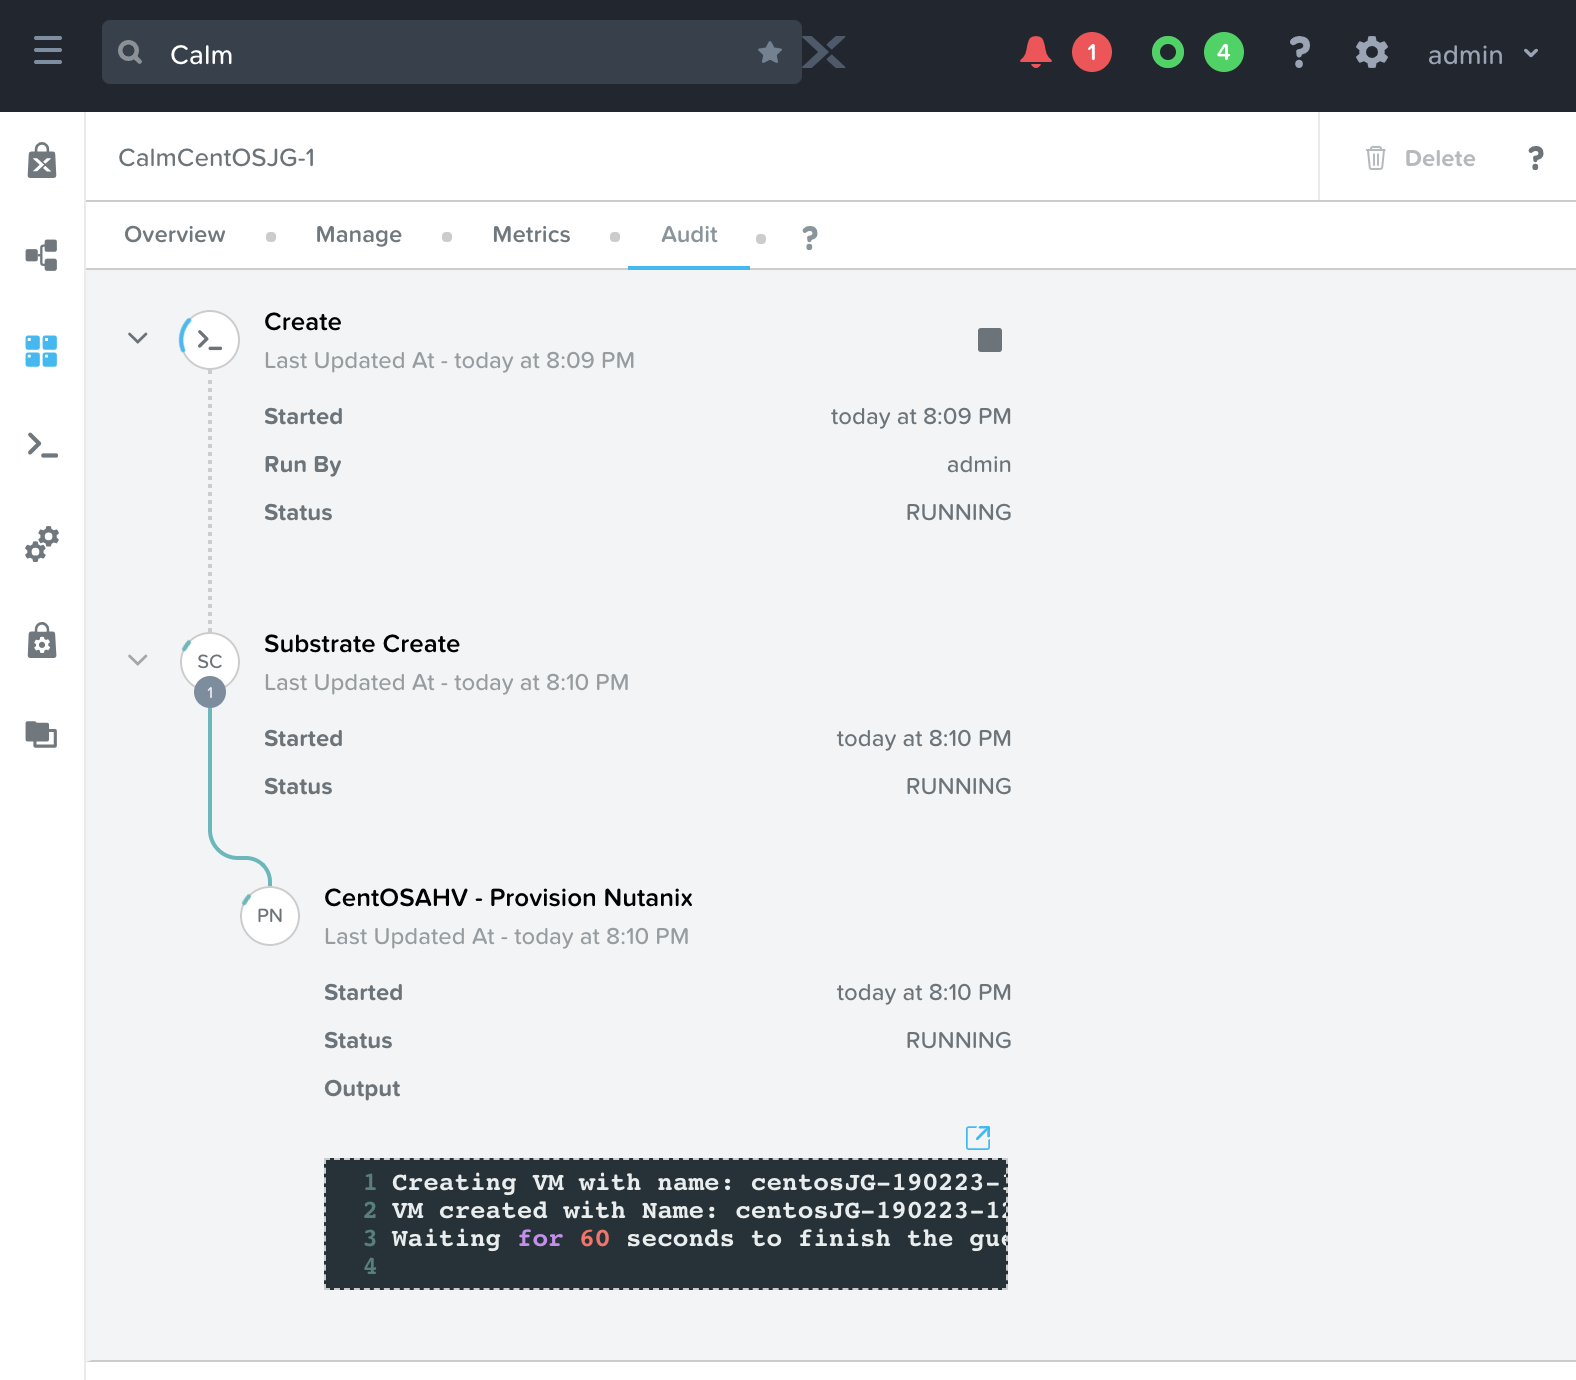 Calm
1
4
?
admin
CalmCentOSJG-1
Delete
?
Overview
Manage
Metrics
Audit
?
Create
Last Updated At - today at 8:09 PM
Started today at 8:09 PM
Run By admin
Status RUNNING
SC
1
Substrate Create
Last Updated At - today at 8:10 PM
Started today at 8:10 PM
Status RUNNING
PN
CentOSAHV - Provision Nutanix
Last Updated At - today at 8:10 PM
Started today at 8:10 PM
Status RUNNING
Output
1 Creating VM with name: centosJG-190223-
2 VM created with Name: centosJG-190223-1
3 Waiting for 60 seconds to finish the
4